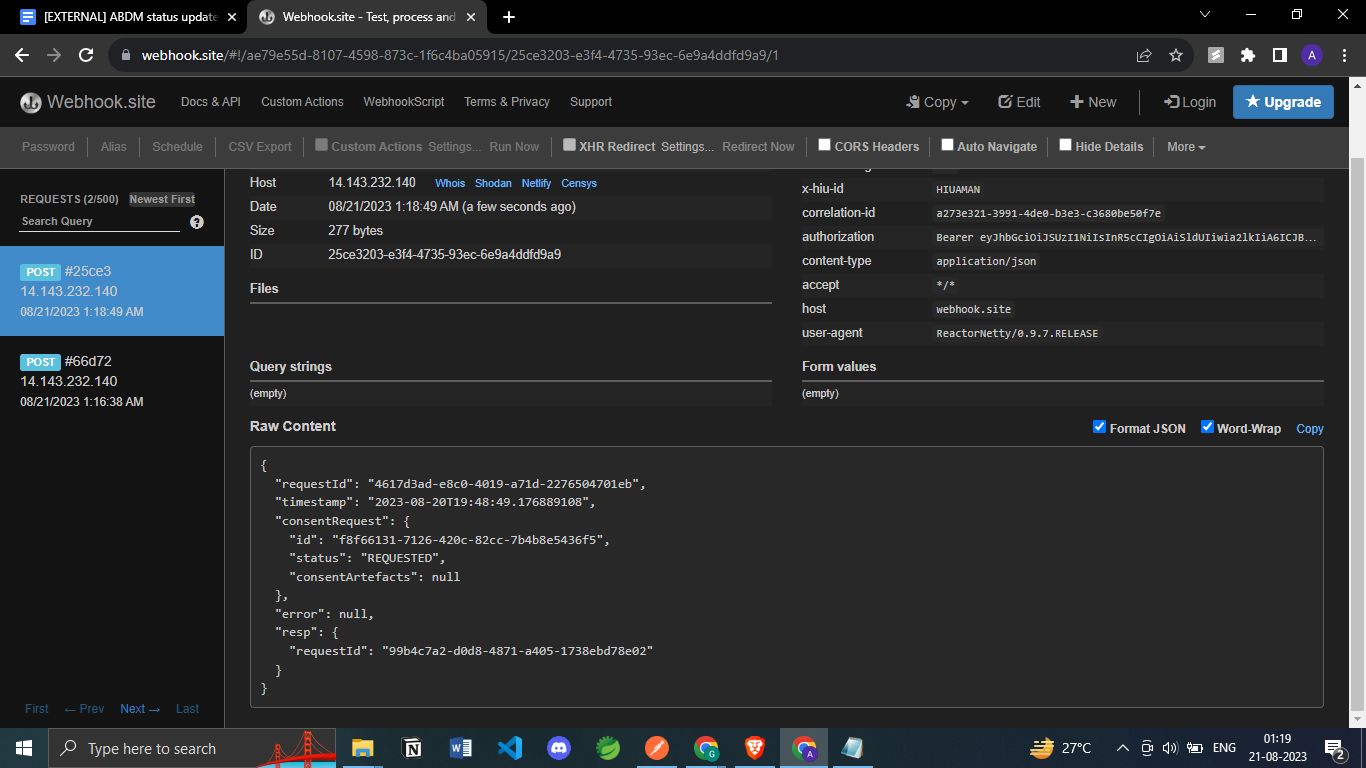 [EXTERNAL] ABDM status update
Webhook.site - Test, process and
webhook.site/#!/ae79e55d-8107-4598-873c-1f6c4ba05915/25ce3203-e3f4-4735-93ec-6e9a4ddfd9a9/1
A
Webhook.site
Docs & API
Custom Actions
WebhookScript
Terms & Privacy
Support
Copy
Edit
New
Login
Upgrade
Password
Alias
Schedule
CSV Export
Custom Actions Settings... Run Now
XHR Redirect Settings... Redirect Now
CORS Headers
Auto Navigate
Hide Details
More
REQUESTS (2/500) Newest First
Search Query
POST #25ce3
14.143.232.140
08/21/2023 1:18:49 AM
POST #66d72
14.143.232.140
08/21/2023 1:16:38 AM
First ← Prev Next → Last
Host 14.143.232.140 Whois Shodan Netlify Censys
Date 08/21/2023 1:18:49 AM (a few seconds ago)
Size 277 bytes
ID 25ce3203-e3f4-4735-93ec-6e9a4ddfd9a9
Files
x-hiu-id HIUAMAN
correlation-id a273e321-3991-4de0-b3e3-c3680be50f7e
authorization Bearer eyJhbGciOiJSUzI1NiIsInR5cCIgOiAiSldUIiwia2lkIiA6ICJB...
content-type application/json
accept */*
host webhook.site
user-agent ReactorNetty/0.9.7.RELEASE
Query strings
(empty)
Form values
(empty)
Raw Content
Format JSON Word-Wrap Copy
{
"requestId": "4617d3ad-e8c0-4019-a71d-2276504701eb",
"timestamp": "2023-08-20T19:48:49.176889108",
"consentRequest": {
"id": "f8f66131-7126-420c-82cc-7b4b8e5436f5",
"status": "REQUESTED",
"consentArtefacts": null
},
"error": null,
"resp": {
"requestId": "99b4c7a2-d0d8-4871-a405-1738ebd78e02"
}
}
Type here to search
27°C
ENG
01:19
21-08-2023
2